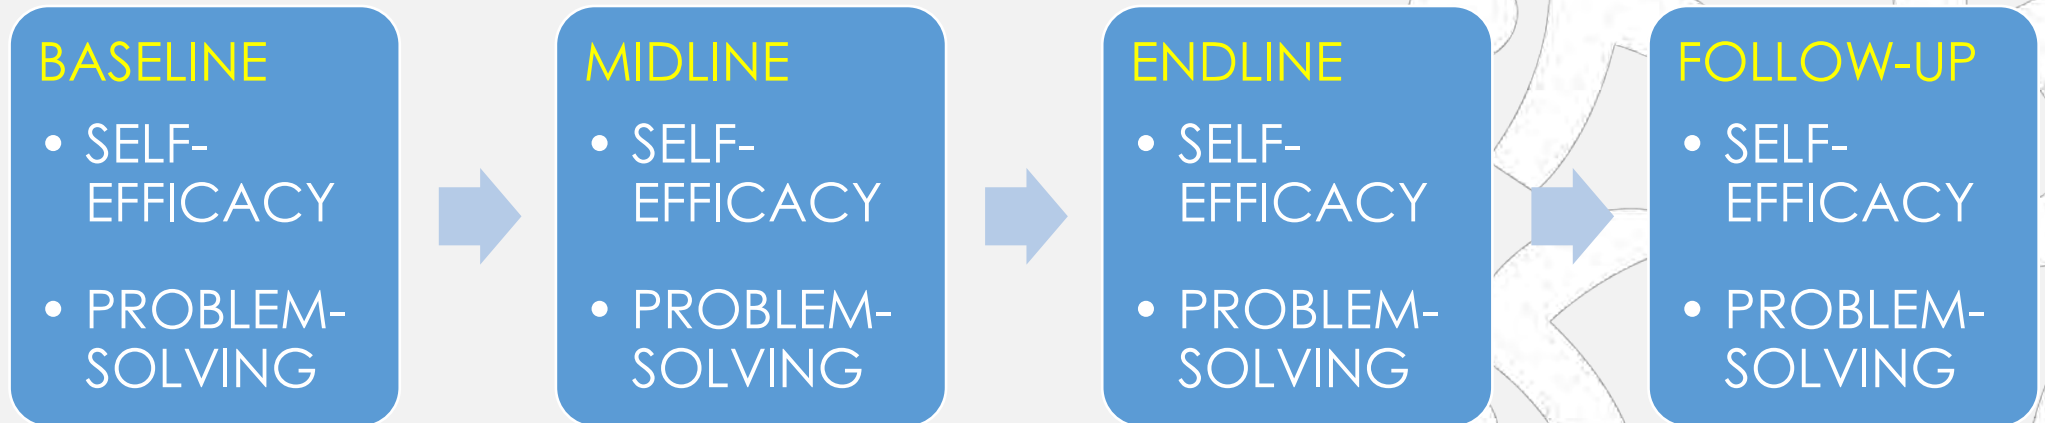 BASELINE
• SELF-
EFFICACY
• PROBLEM-
SOLVING
MIDLINE
• SELF-
EFFICACY
• PROBLEM-
SOLVING
ENDLINE
• SELF-
EFFICACY
• PROBLEM-
SOLVING
FOLLOW-UP
• SELF-
EFFICACY
• PROBLEM-
SOLVING